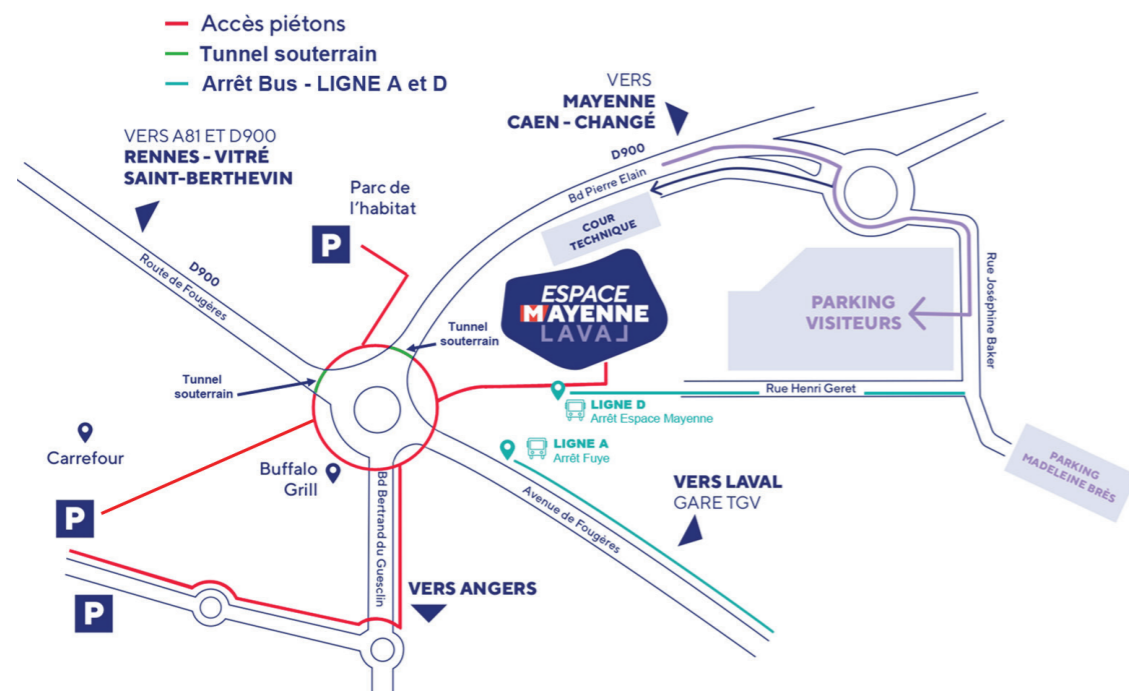 Accès piétons
Tunnel souterrain
Arrêt Bus - LIGNE A et D
VERS
MAYENNE
CAEN - CHANGÉ
VERS A81 ET D900
RENNES - VITRÉ
SAINT-BERTHEVIN
D900
Bd Pierre Elain
Parc de
l'habitat
P
COUR
TECHNIQUE
D900
Route de Fougères
ESPACE
MAYENNE
LAVAL
PARKING
VISITEURS
Rue Joséphine Baker
Tunnel
souterrain
Tunnel
souterrain
Rue Henri Geret
LIGNE D
Arrêt Espace Mayenne
LIGNE A
Arrêt Fuye
Carrefour
Buffalo
Grill
Bd Bertrand du Guesclin
Avenue de Fougères
VERS LAVAL
GARE TGV
PARKING
MADELEINE BRÈS
P
VERS ANGERS
P